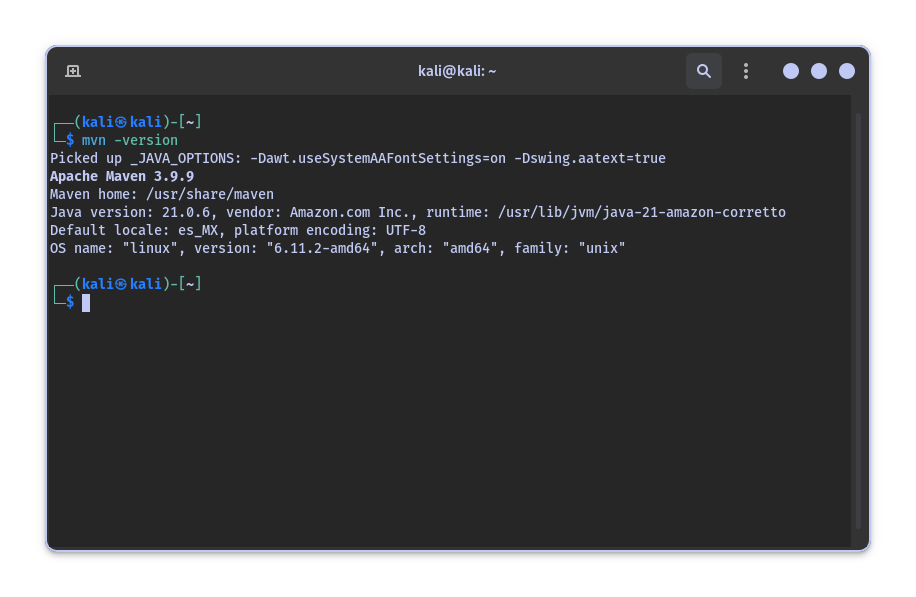 kali@kali: ~
┌──(kali㉿kali)-[~]
└─$ mvn -version
Picked up _JAVA_OPTIONS: -Dawt.useSystemAAFontSettings=on -Dswing.aatext=true
Apache Maven 3.9.9
Maven home: /usr/share/maven
Java version: 21.0.6, vendor: Amazon.com Inc., runtime: /usr/lib/jvm/java-21-amazon-corretto
Default locale: es_MX, platform encoding: UTF-8
OS name: "linux", version: "6.11.2-amd64", arch: "amd64", family: "unix"
┌──(kali㉿kali)-[~]
└─$